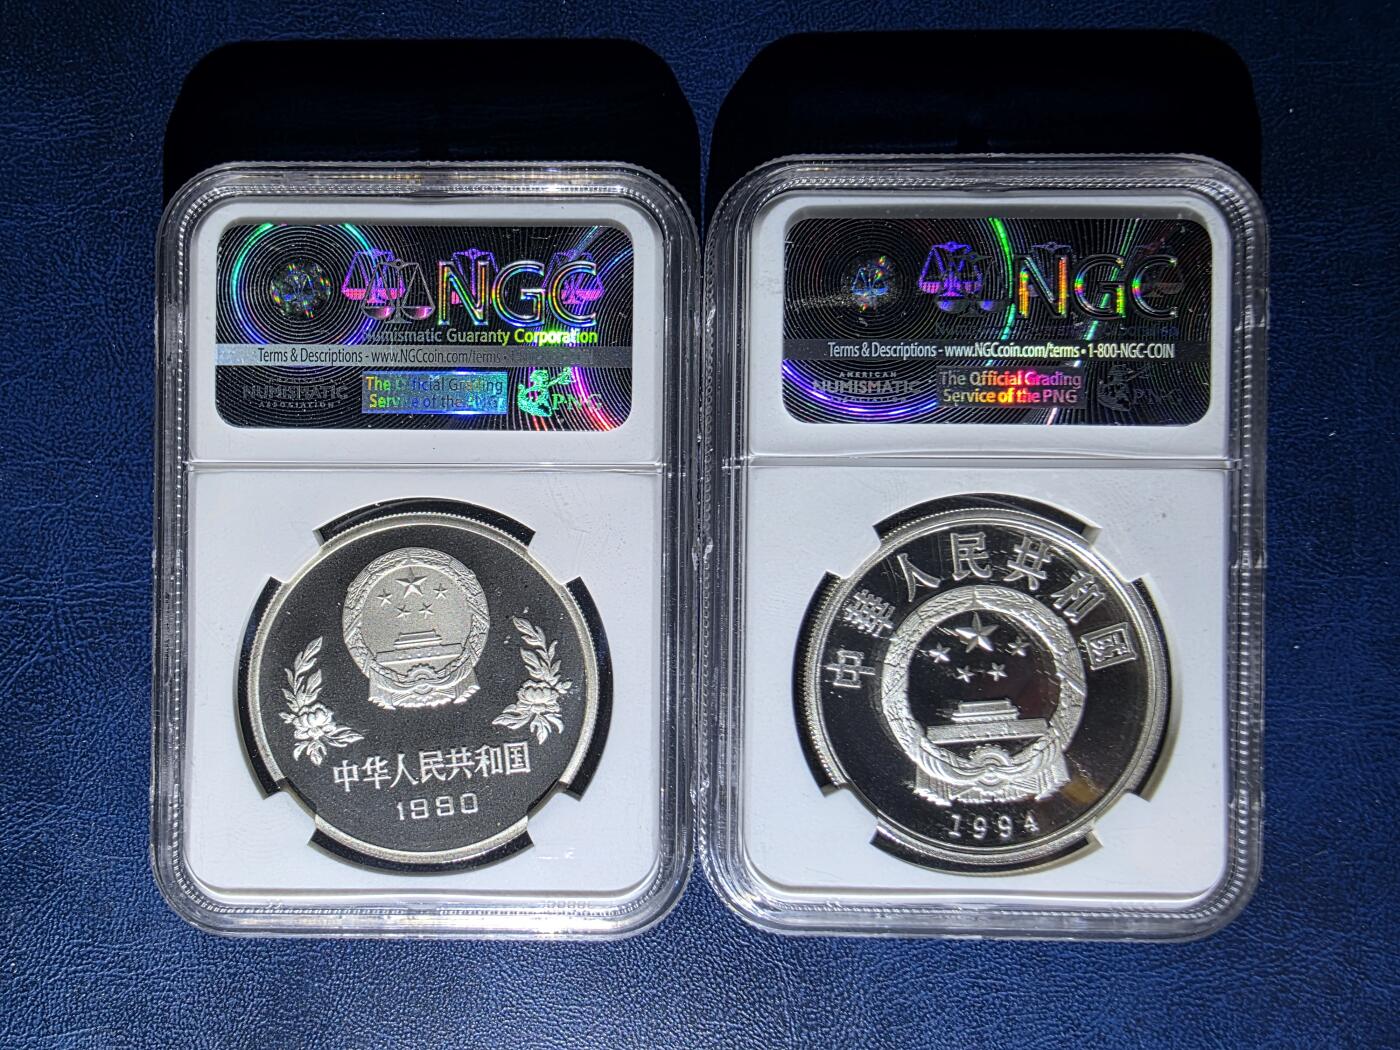 NGC
Numismatic Guaranty Corporation
Terms & Descriptions - www.NGCcoin.com/terms •
NUMISMATIC
ASSOCIATION
The Official Grading
Service of the PNG
PNG
中华人民共和国
1980
NGC
Terms & Descriptions - www.NGCcoin.com/terms • 1-800-NGC-COIN
AMERICAN
NUMISMATIC
The Official Grading
Service of the PNG
PNG
中華人民共和國
1994